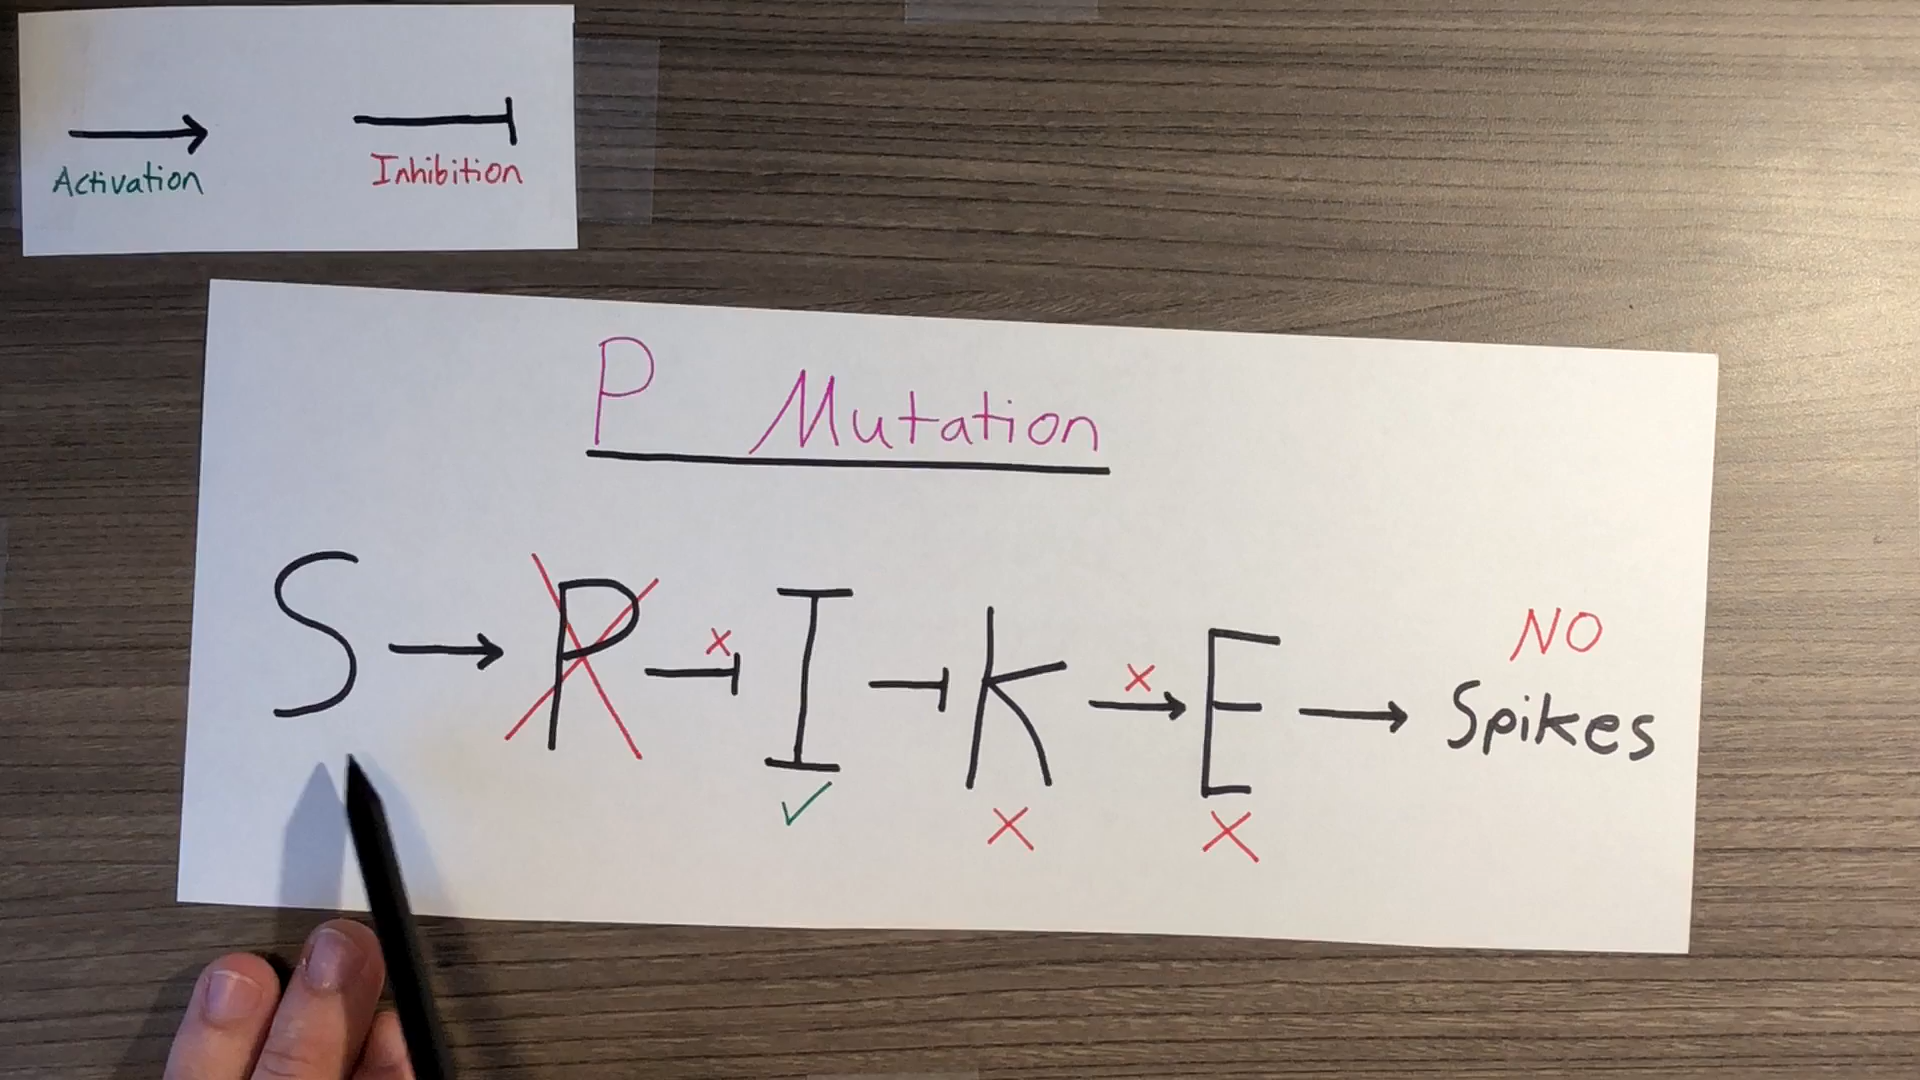 Activation Inhibition
P Mutation
S → P ⊣ I ⊣ K → E → NO Spikes
x x
✓ x x